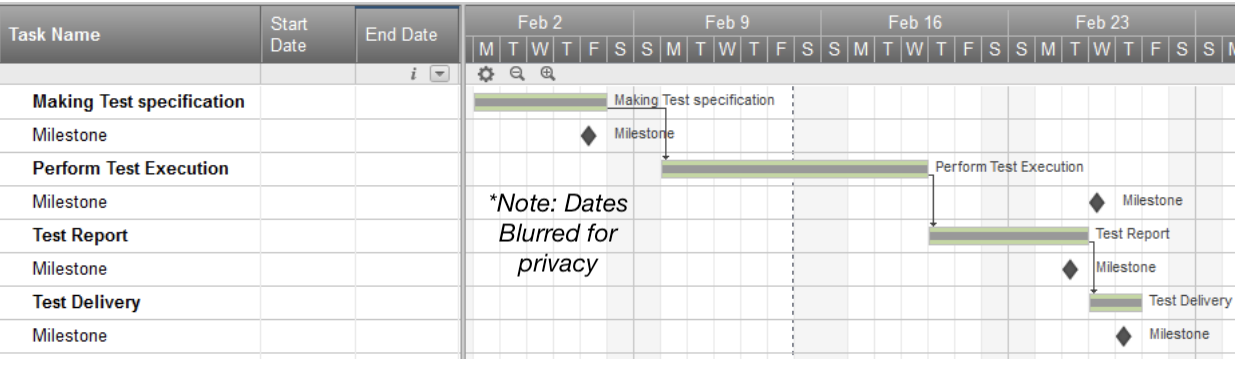 Task Name Start Date End Date Feb 2 Feb 9 Feb 16 Feb 23
M T W T F S S M T W T F S S M T W T F S S M T W T F S S M
i
Making Test specification Making Test specification
Milestone Milestone
Perform Test Execution Perform Test Execution
Milestone Milestone
*Note: Dates
Blurred for
privacy
Test Report Test Report
Milestone Milestone
Test Delivery Test Delivery
Milestone Milestone